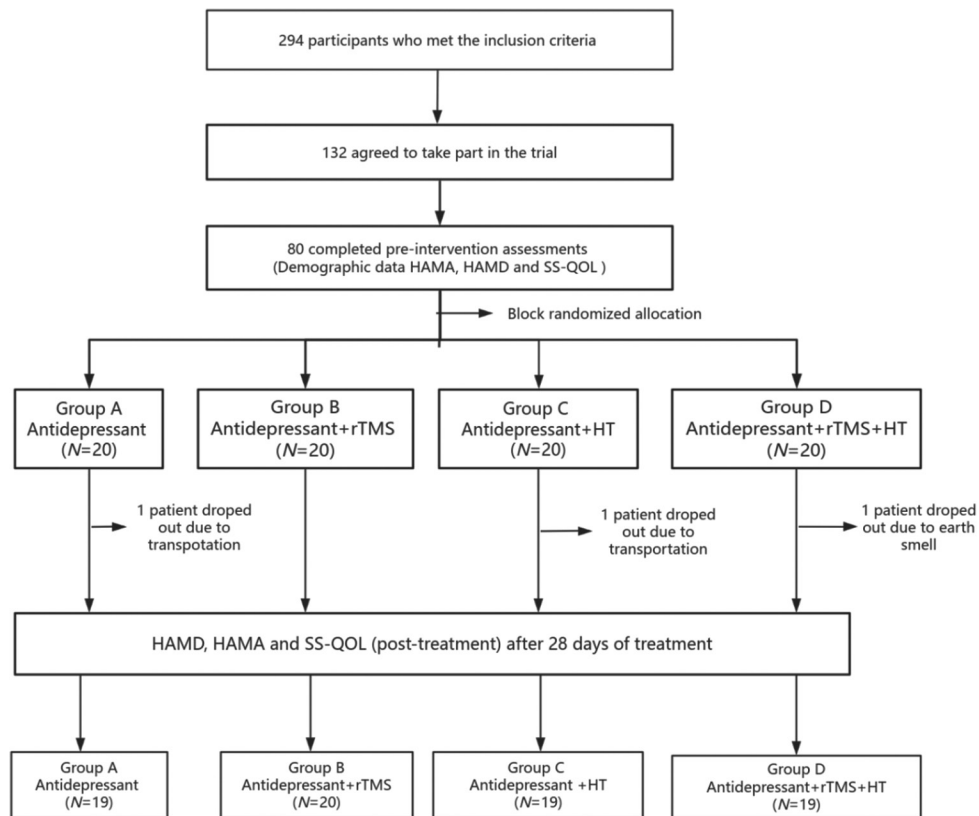 294 participants who met the inclusion criteria
132 agreed to take part in the trial
80 completed pre-intervention assessments
(Demographic data HAMA, HAMD and SS-QOL )
Block randomized allocation
Group A
Antidepressant
(N=20)
Group B
Antidepressant+rTMS
(N=20)
Group C
Antidepressant+HT
(N=20)
Group D
Antidepressant+rTMS+HT
(N=20)
1 patient droped
out due to
transpotation
1 patient droped
out due to
transportation
1 patient droped
out due to earth
smell
HAMD, HAMA and SS-QOL (post-treatment) after 28 days of treatment
Group A
Antidepressant
(N=19)
Group B
Antidepressant+rTMS
(N=20)
Group C
Antidepressant +HT
(N=19)
Group D
Antidepressant+rTMS+HT
(N=19)